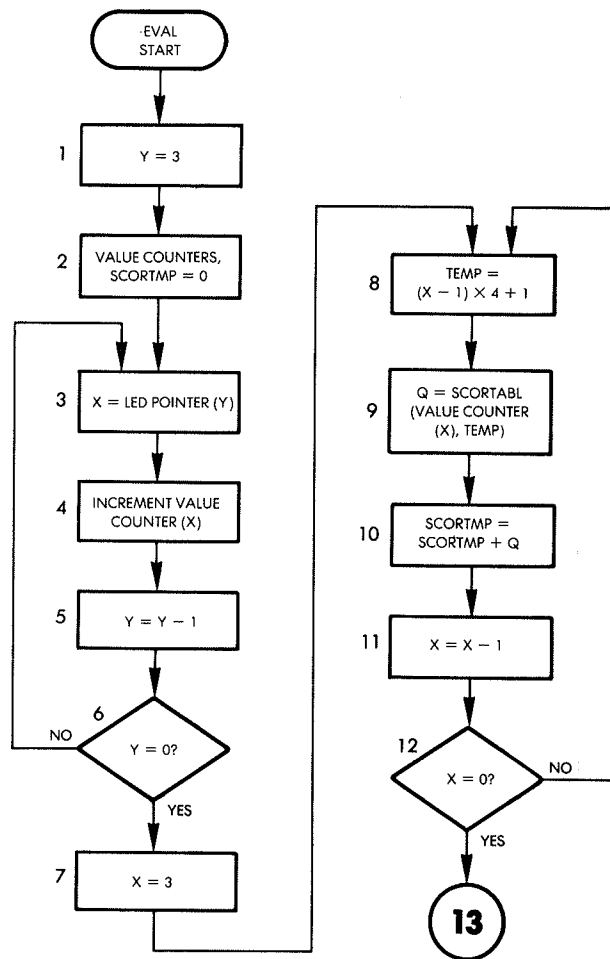 EVAL
START
1
Y = 3
2
VALUE COUNTERS,
SCORTMP = 0
3
X = LED POINTER (Y)
4
INCREMENT VALUE
COUNTER (X)
5
Y = Y − 1
6
Y = 0?
NO
YES
7
X = 3
8
TEMP =
(X − 1) × 4 + 1
9
Q = SCORTABL
(VALUE COUNTER
(X), TEMP)
10
SCORTMP =
SCORTMP + Q
11
X = X − 1
12
X = 0?
NO
YES
13